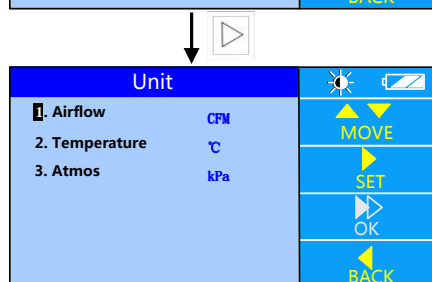 BACK
Unit
1. Airflow CFM
2. Temperature ℃
3. Atmos kPa
MOVE
SET
OK
BACK